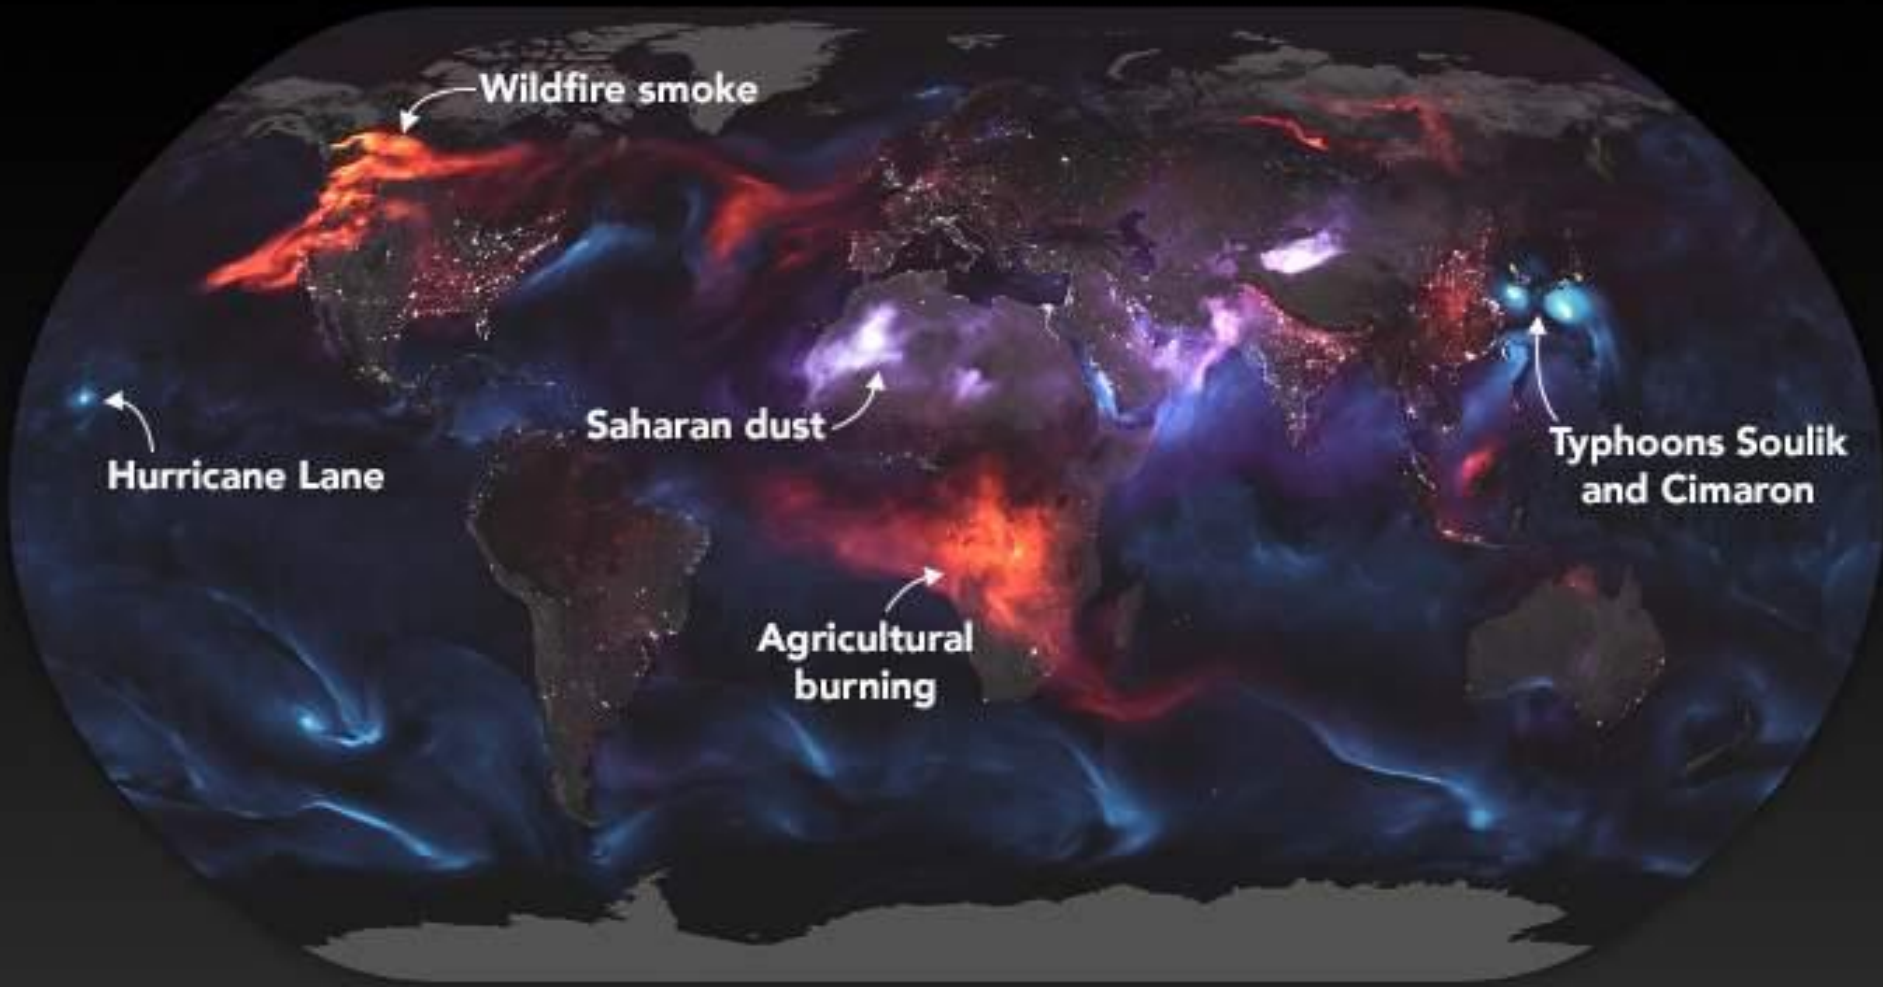 Wildfire smoke
Saharan dust
Hurricane Lane
Typhoons Soulik
and Cimaron
Agricultural
burning